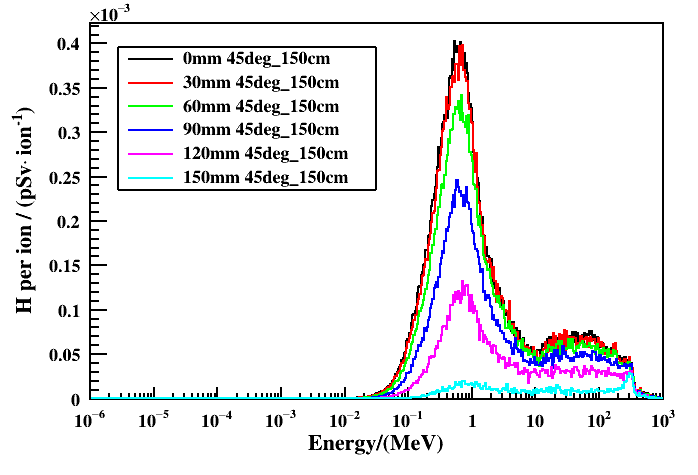 ×10⁻³
0.4
0.35
0.3
0.25
0.2
0.15
0.1
0.05
0
H per ion / (pSv· ion⁻¹)
0mm 45deg_150cm
30mm 45deg_150cm
60mm 45deg_150cm
90mm 45deg_150cm
120mm 45deg_150cm
150mm 45deg_150cm
10⁻⁶ 10⁻⁵ 10⁻⁴ 10⁻³ 10⁻² 10⁻¹ 1 10 10² 10³
Energy/(MeV)